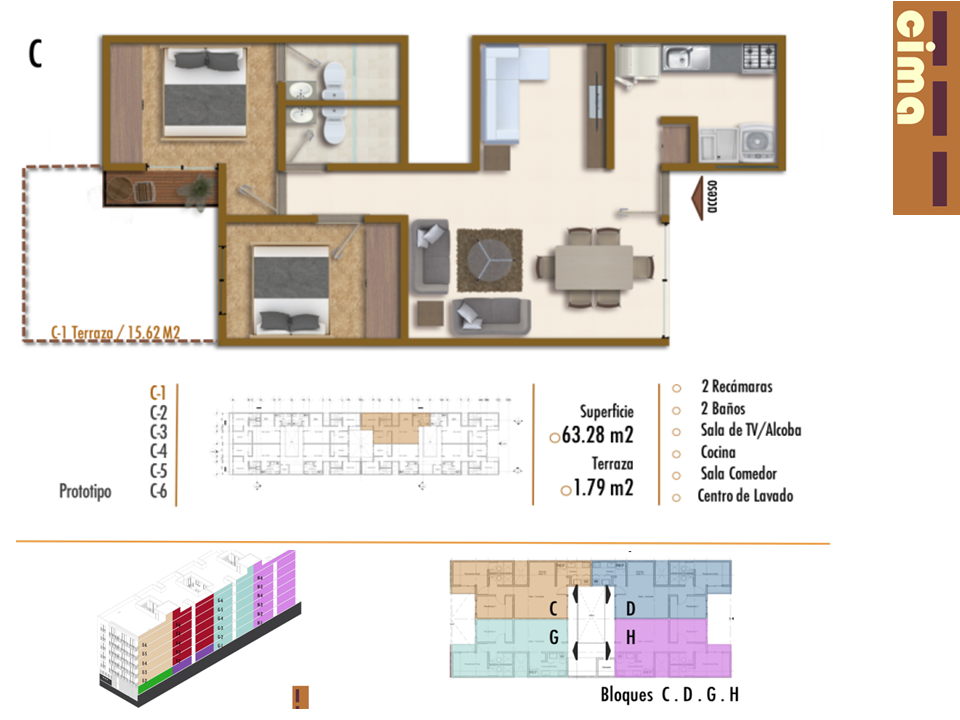 C
cima
acceso
C-1 Terraza / 15.62 M2
Prototipo
C-1
C-2
C-3
C-4
C-5
C-6
Superficie
63.28 m2
Terraza
1.79 m2
2 Recámaras
2 Baños
Sala de TV/Alcoba
Cocina
Sala Comedor
Centro de Lavado
C
D
G
H
Bloques C . D . G . H